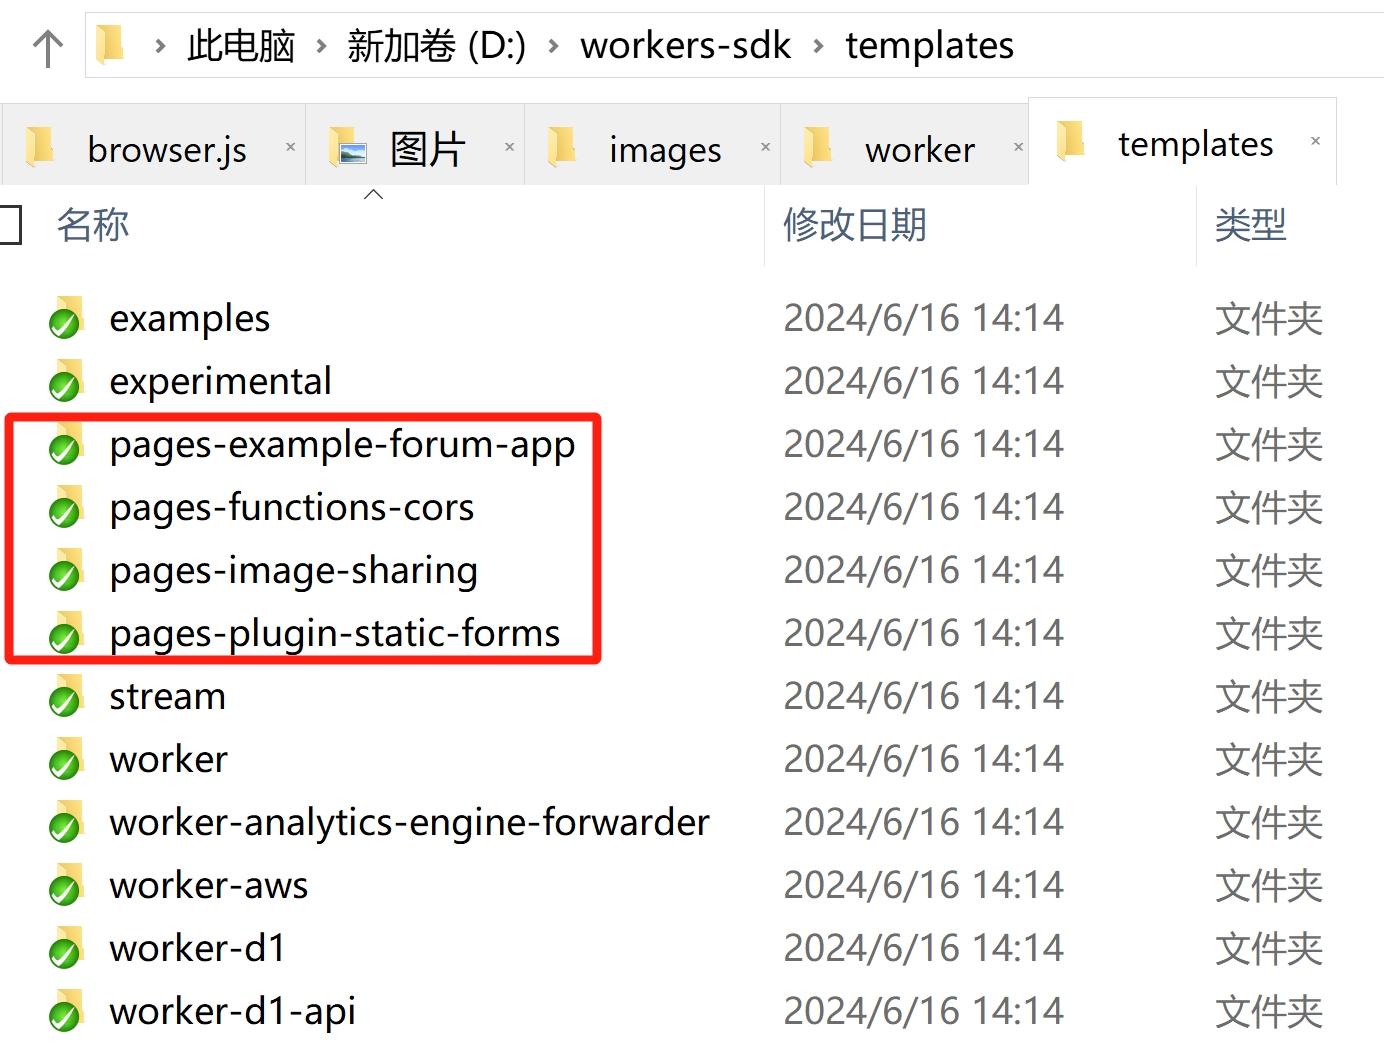 此电脑 › 新加卷 (D:) › workers-sdk › templates
browser.js × 图片 × images × worker × templates ×
名称 修改日期 类型
examples 2024/6/16 14:14 文件夹
experimental 2024/6/16 14:14 文件夹
pages-example-forum-app 2024/6/16 14:14 文件夹
pages-functions-cors 2024/6/16 14:14 文件夹
pages-image-sharing 2024/6/16 14:14 文件夹
pages-plugin-static-forms 2024/6/16 14:14 文件夹
stream 2024/6/16 14:14 文件夹
worker 2024/6/16 14:14 文件夹
worker-analytics-engine-forwarder 2024/6/16 14:14 文件夹
worker-aws 2024/6/16 14:14 文件夹
worker-d1 2024/6/16 14:14 文件夹
worker-d1-api 2024/6/16 14:14 文件夹